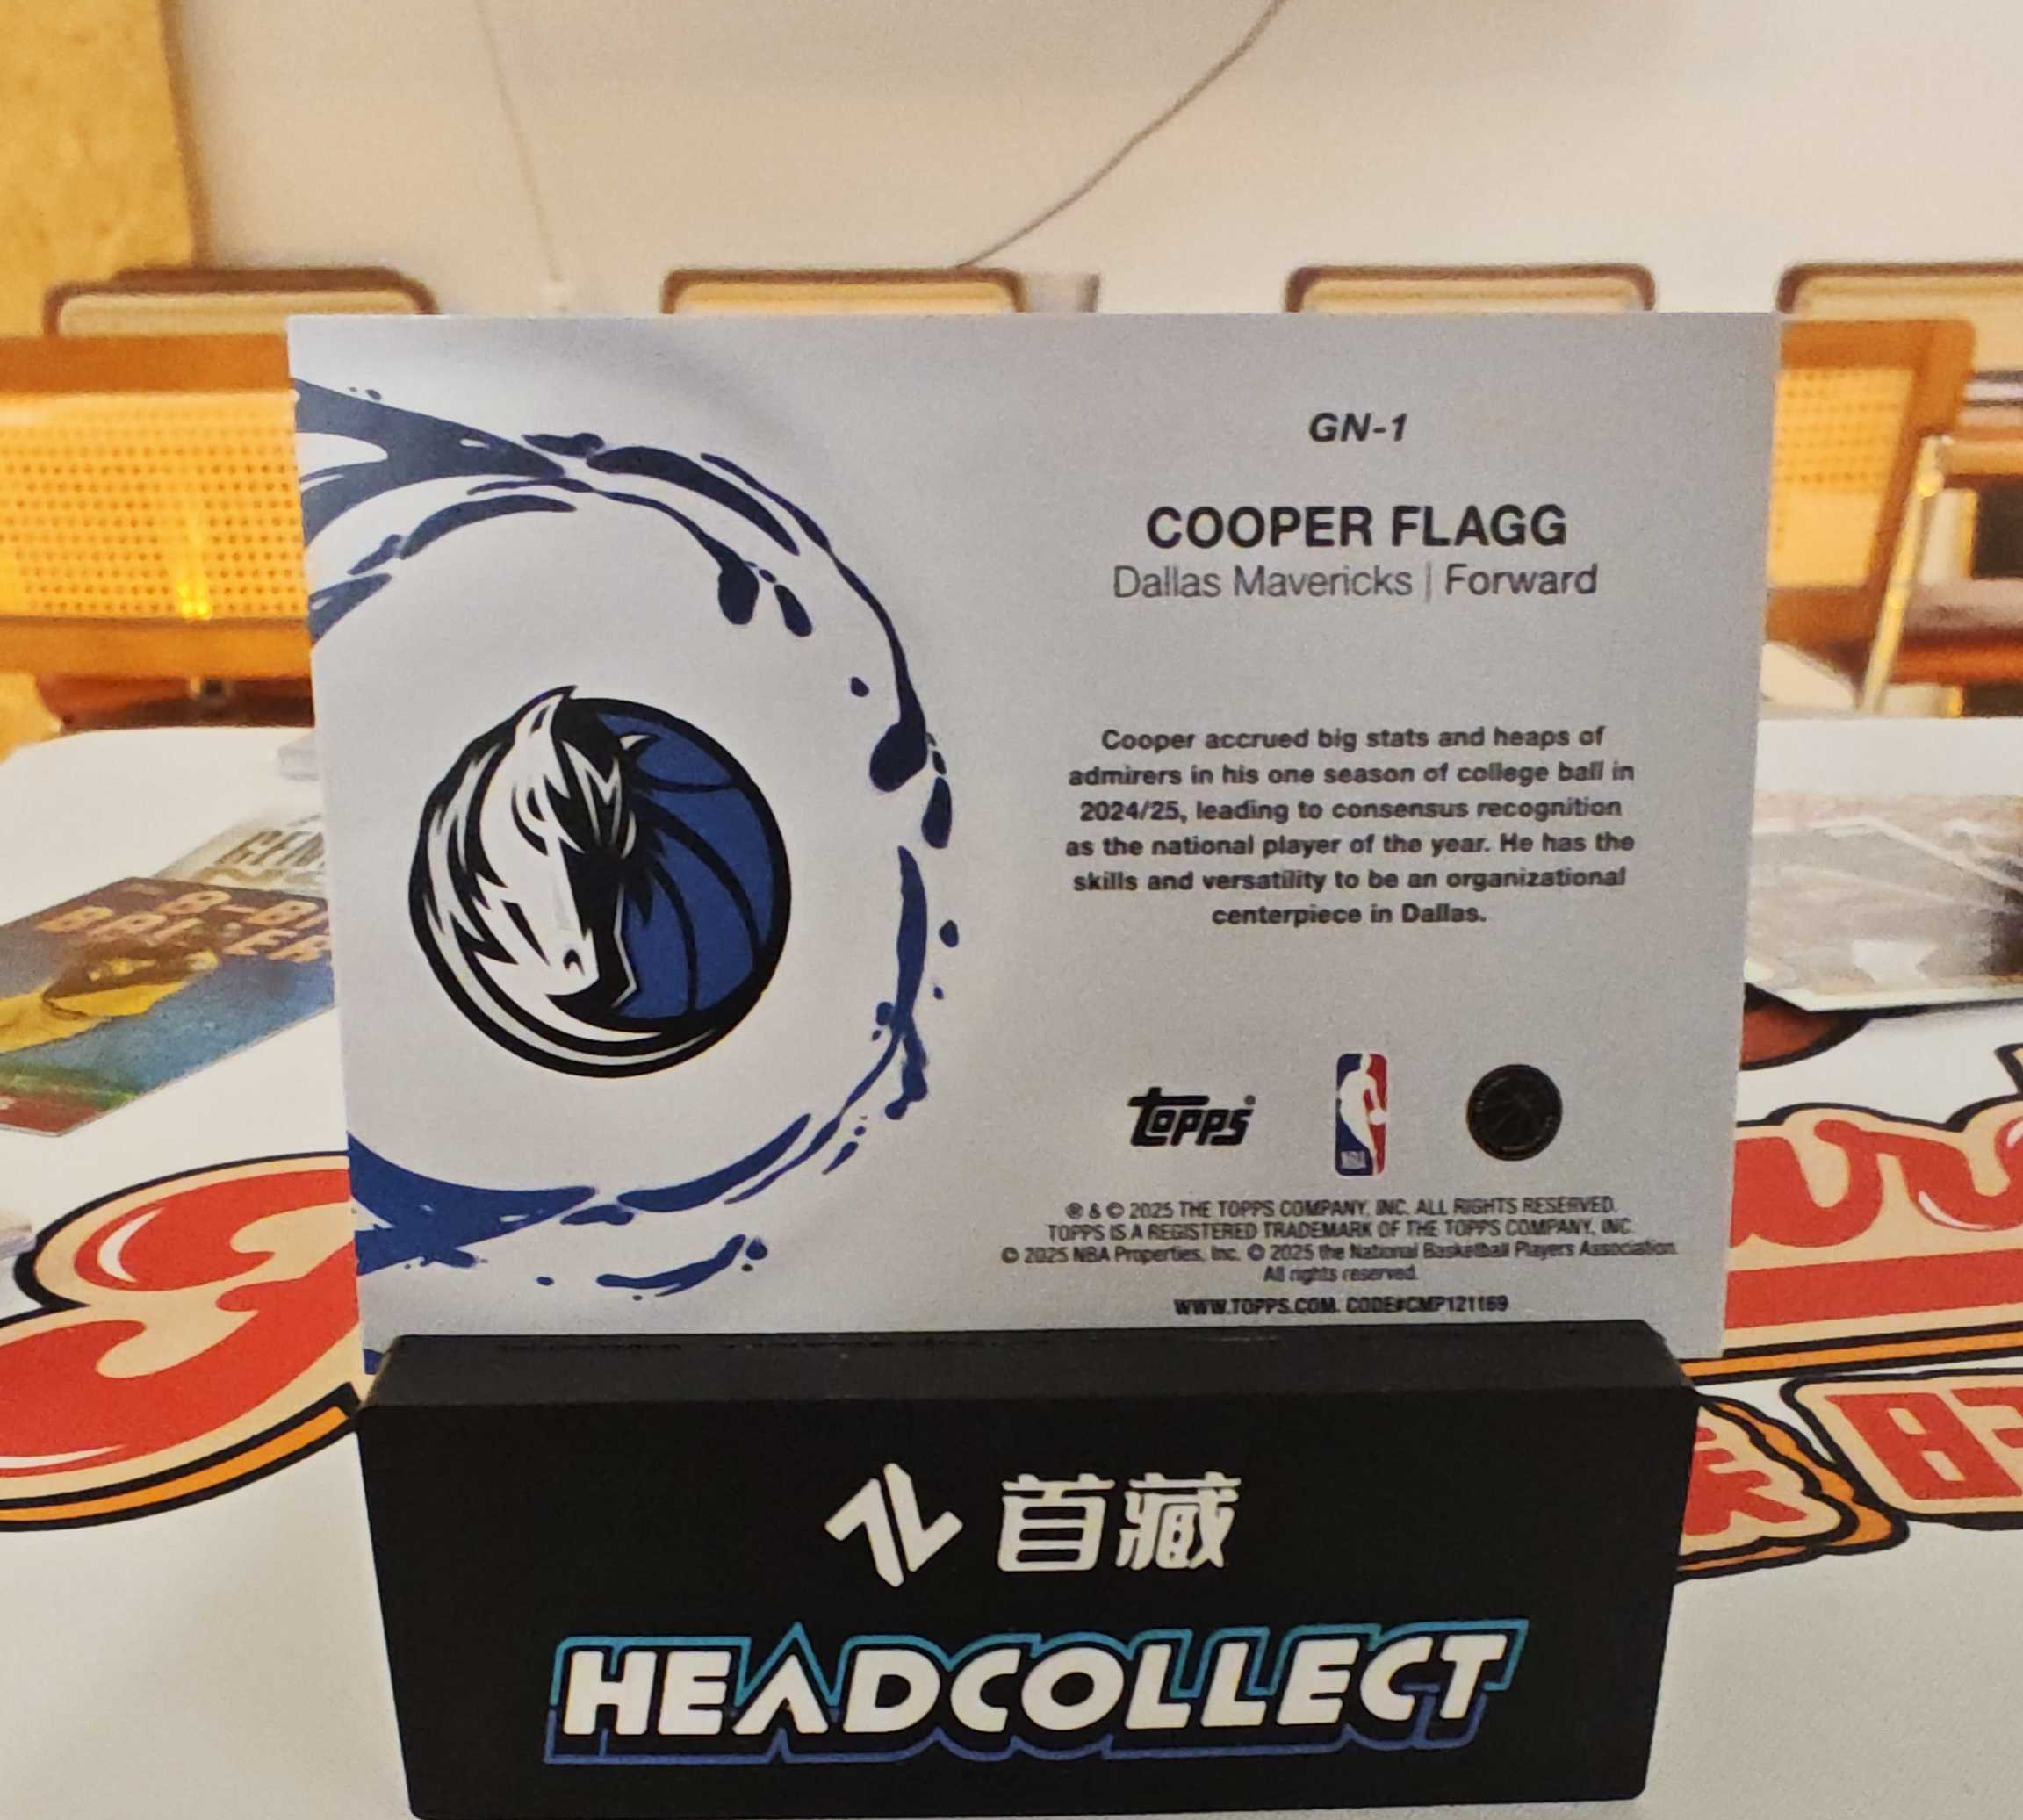 GN-1
COOPER FLAGG
Dallas Mavericks | Forward
Cooper accrued big stats and heaps of
admirers in his one season of college ball in
2024/25, leading to consensus recognition
as the national player of the year. He has the
skills and versatility to be an organizational
centerpiece in Dallas.
TOPPS
NBA
® & © 2025 THE TOPPS COMPANY, INC. ALL RIGHTS RESERVED.
TOPPS IS A REGISTERED TRADEMARK OF THE TOPPS COMPANY, INC.
© 2025 NBA Properties, Inc. © 2025 the National Basketball Players Association.
All rights reserved.
WWW.TOPPS.COM. CODE#CMP121169
首藏
HEADCOLLECT